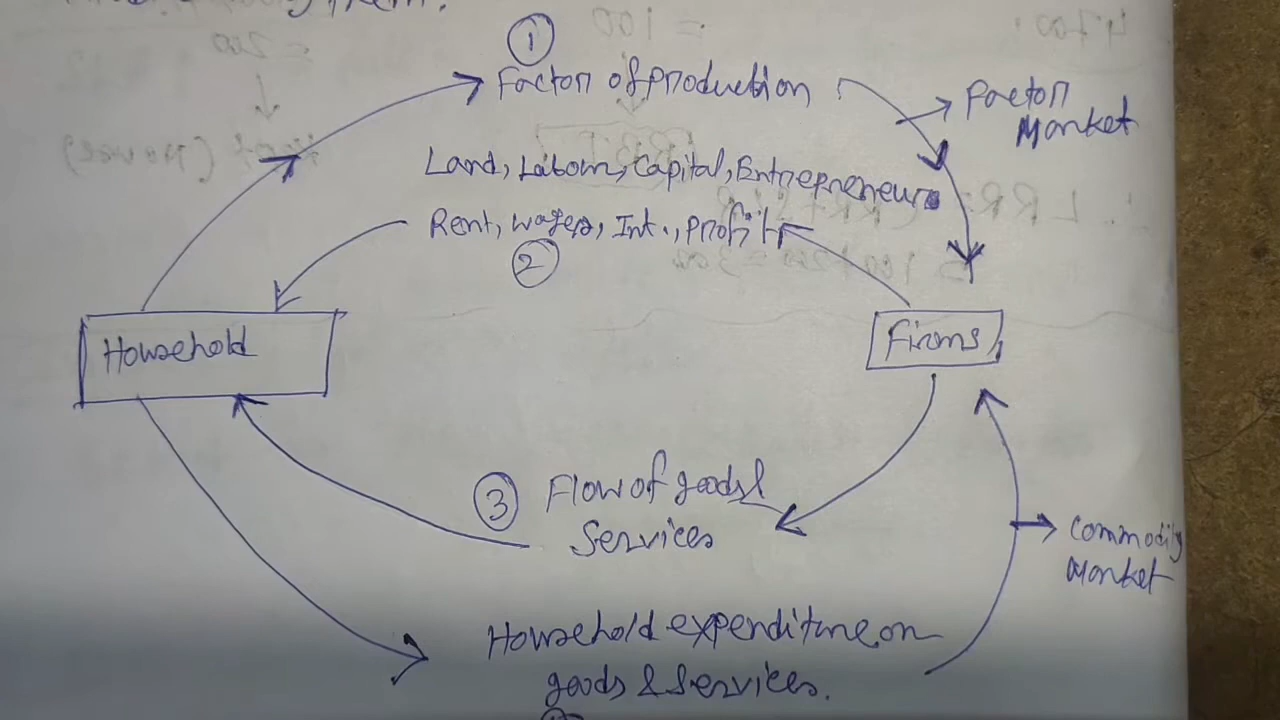 1
Factor of production
Factor
Market
Land, Labour, Capital, Entrepreneur
Rent, wages, Int., profit
2
Household
Firms
3
Flow of goods &
Services
Commodity
Market
Household expenditure on
goods & services.